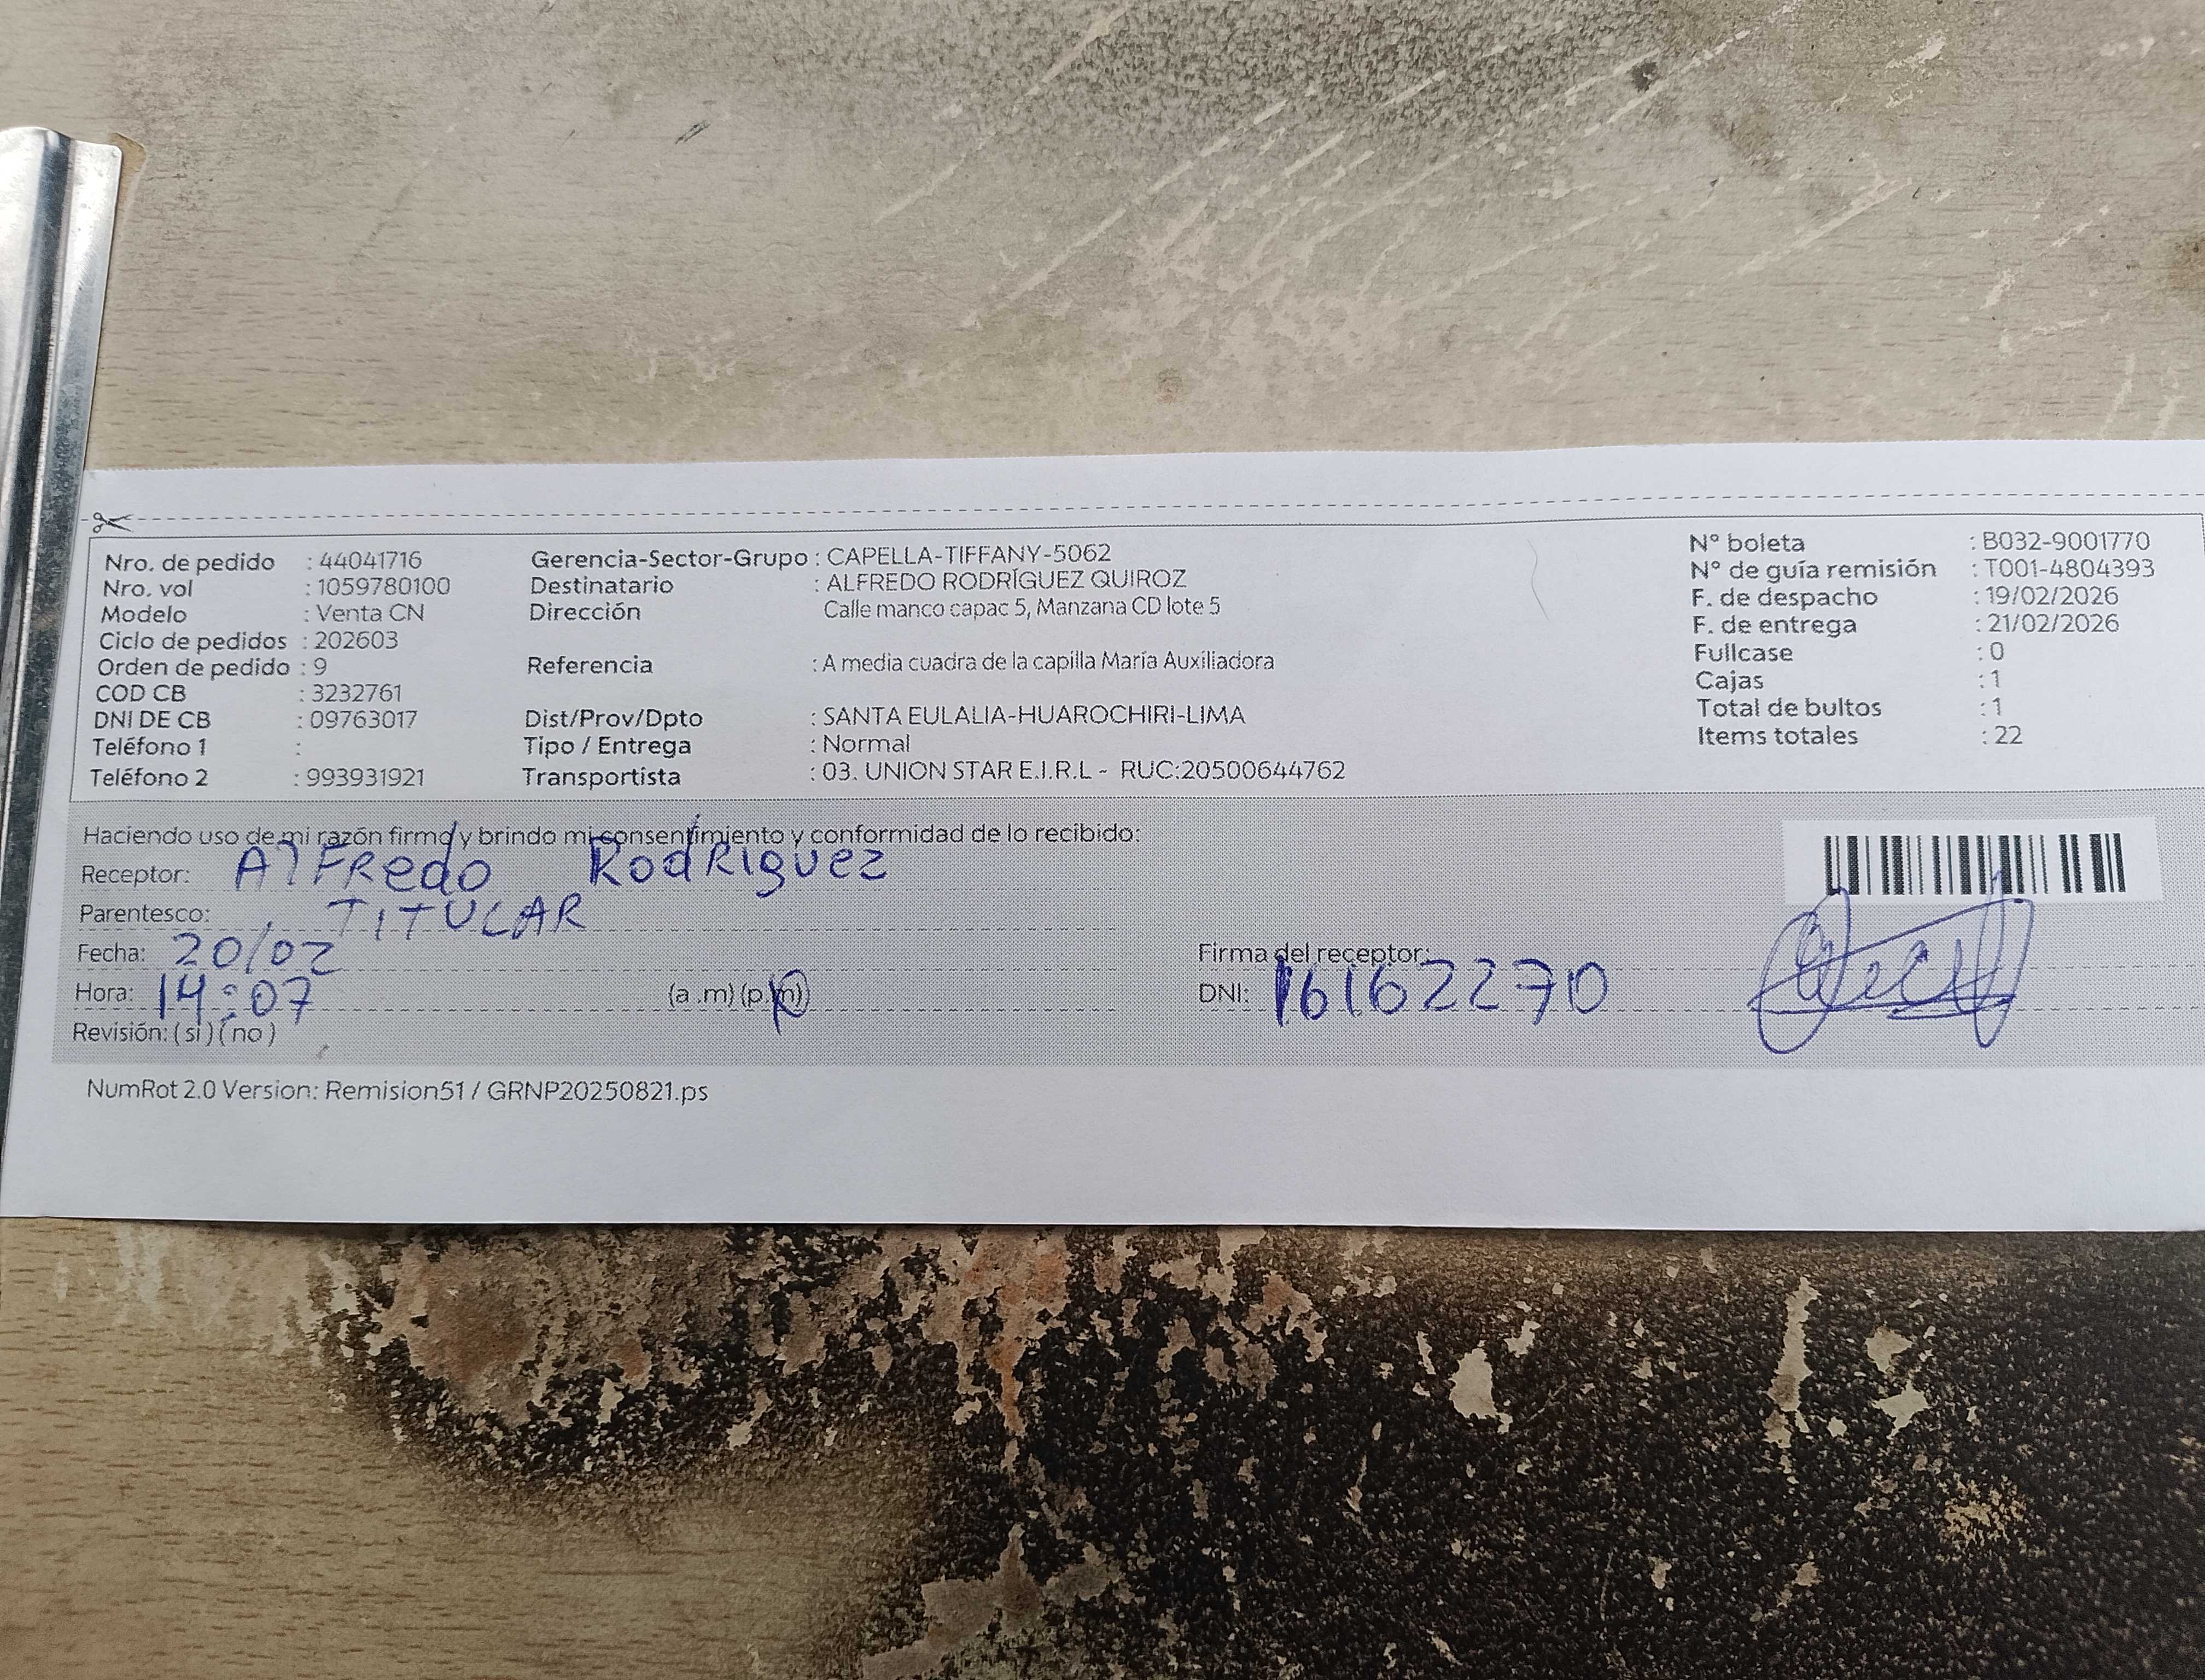 Nro. de pedido : 44041716
Nro. vol : 1059780100
Modelo : Venta CN
Ciclo de pedidos : 202603
Orden de pedido : 9
COD CB : 3232761
DNI DE CB : 09763017
Teléfono 1 :
Teléfono 2 : 993931921
Gerencia-Sector-Grupo : CAPELLA-TIFFANY-5062
Destinatario : ALFREDO RODRÍGUEZ QUIROZ
Dirección Calle manco capac 5, Manzana CD lote 5
Referencia : A media cuadra de la capilla María Auxiliadora
Dist/Prov/Dpto : SANTA EULALIA-HUAROCHIRI-LIMA
Tipo / Entrega : Normal
Transportista : 03. UNION STAR E.I.R.L - RUC:20500644762
N° boleta : B032-9001770
N° de guía remisión : T001-4804393
F. de despacho : 19/02/2026
F. de entrega : 21/02/2026
Fullcase : 0
Cajas : 1
Total de bultos : 1
Items totales : 22
Haciendo uso de mi razón firmo y brindo mi consentimiento y conformidad de lo recibido:
Receptor: AlFRedo RodRiguez
Parentesco: TITULAR
Fecha: 20/02
Hora: 14:07 (a .m) (p.m)
Revisión: ( si ) ( no )
Firma del receptor:
DNI: 16162270
NumRot 2.0 Version: Remision51 / GRNP20250821.ps